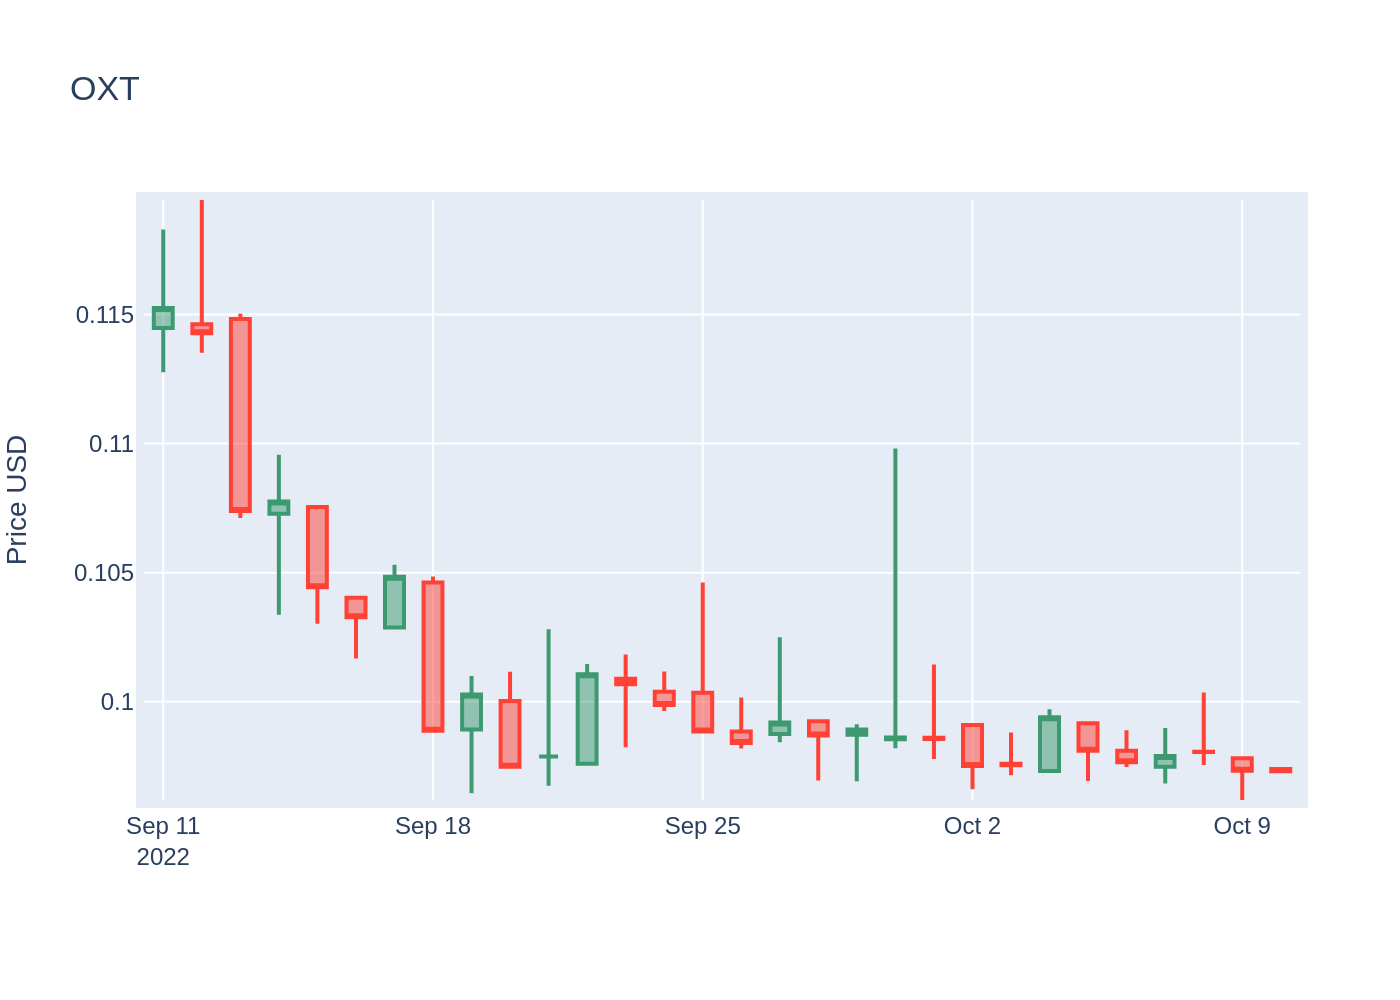 OXT
Price USD
0.115
0.11
0.105
0.1
Sep 11
2022
Sep 18
Sep 25
Oct 2
Oct 9